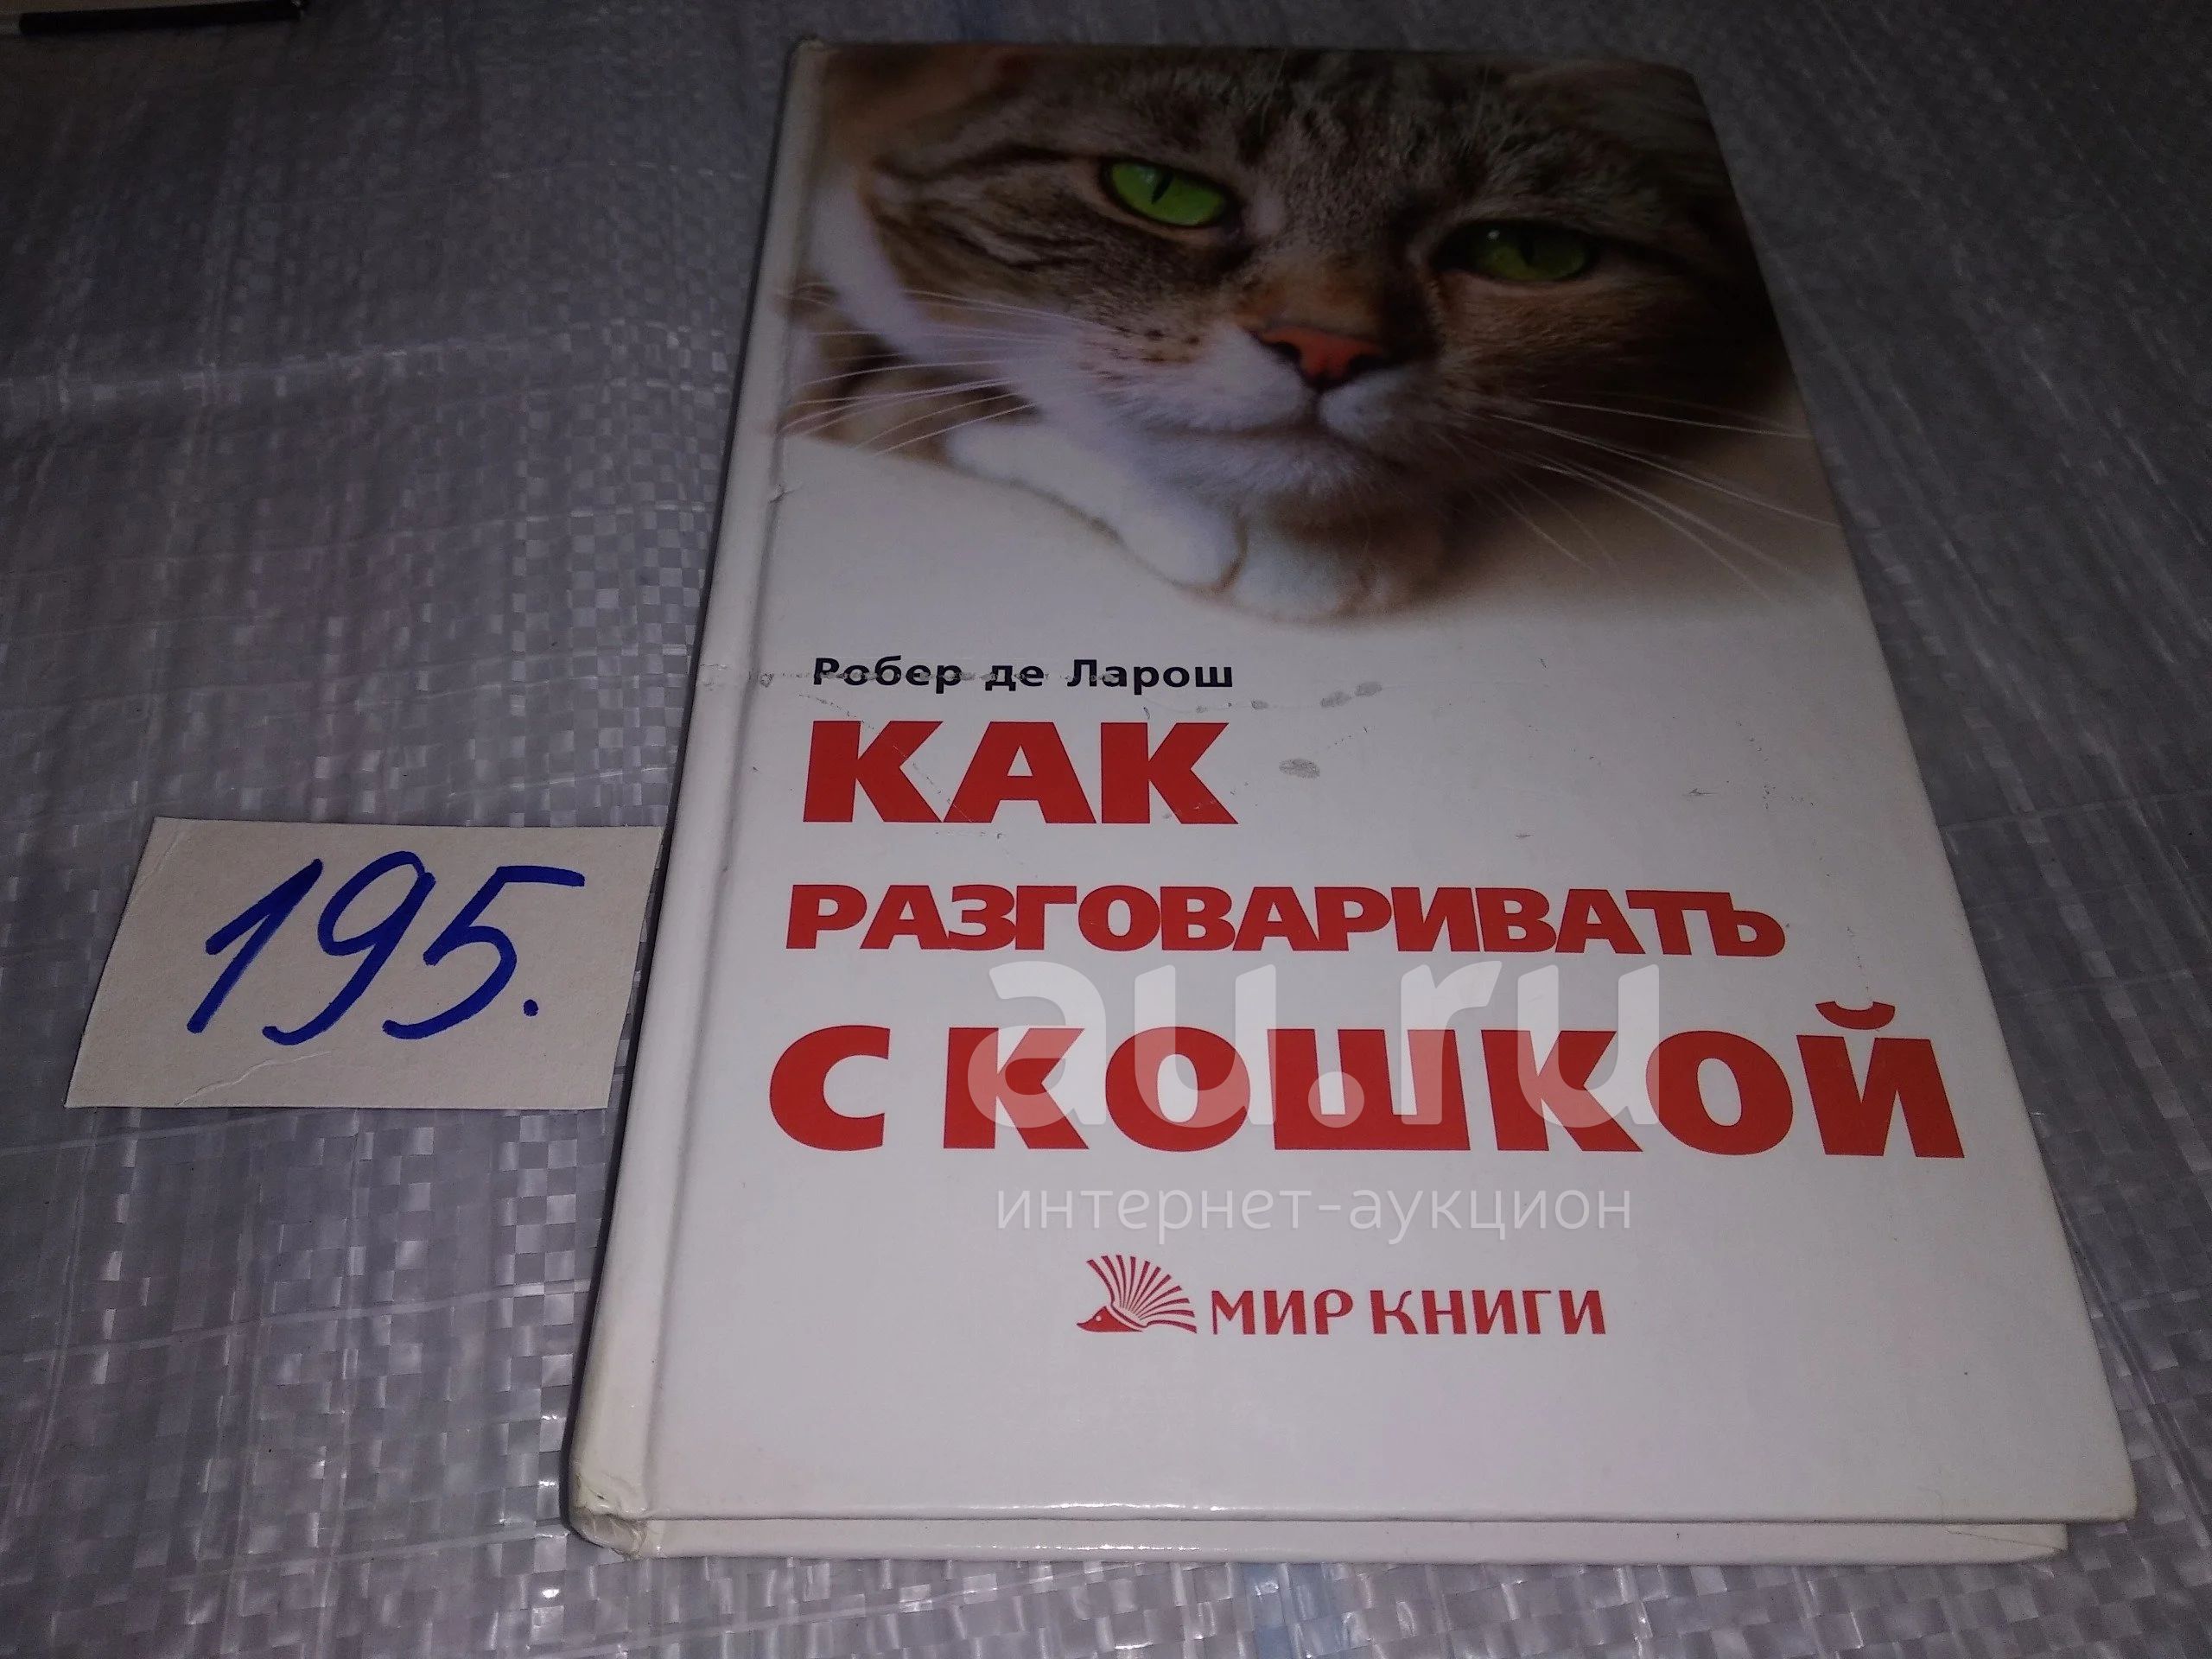 Робер де Ларош
КАК
РАЗГОВАРИВАТЬ
С КОШКОЙ
195.
au.ru
интернет-аукцион
МИР КНИГИ